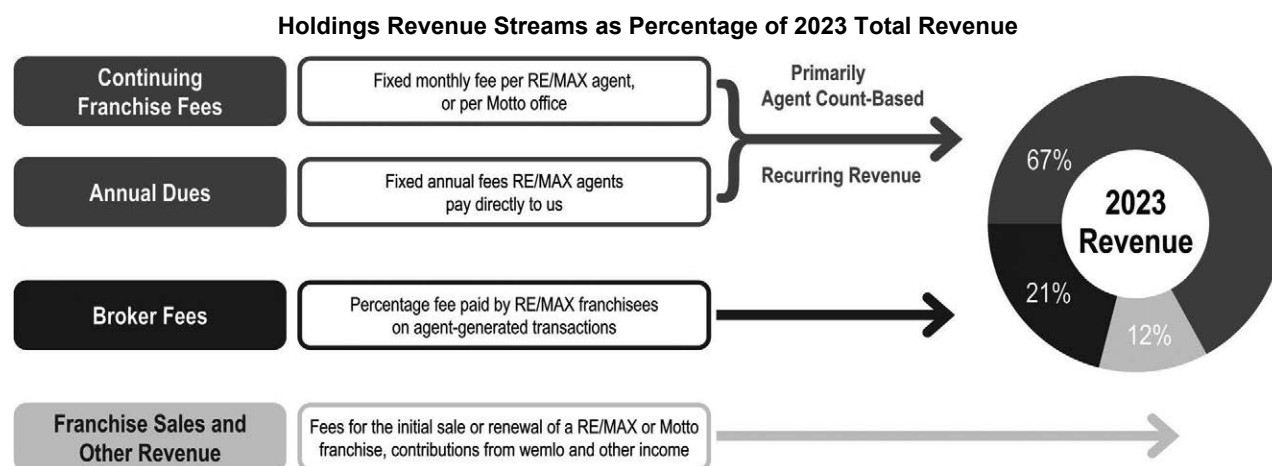 Holdings Revenue Streams as Percentage of 2023 Total Revenue
Continuing
Franchise Fees
Fixed monthly fee per RE/MAX agent,
or per Motto office
Primarily
Agent Count-Based
Annual Dues
Fixed annual fees RE/MAX agents
pay directly to us
Recurring Revenue
Broker Fees
Percentage fee paid by RE/MAX franchisees
on agent-generated transactions
Franchise Sales and
Other Revenue
Fees for the initial sale or renewal of a RE/MAX or Motto
franchise, contributions from wemlo and other income
67%
2023
Revenue
21%
12%